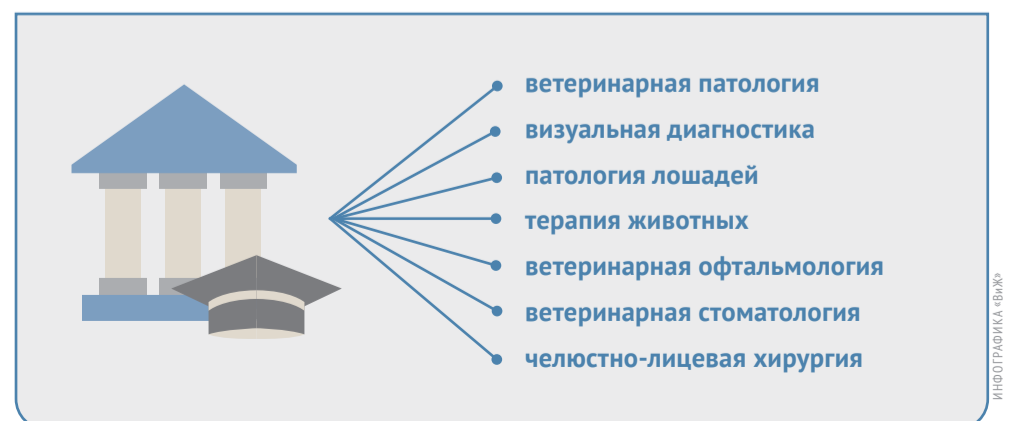 ветеринарная патология
визуальная диагностика
патология лошадей
терапия животных
ветеринарная офтальмология
ветеринарная стоматология
челюстно-лицевая хирургия
ИНФОГРАФИКА «ВиЖ»